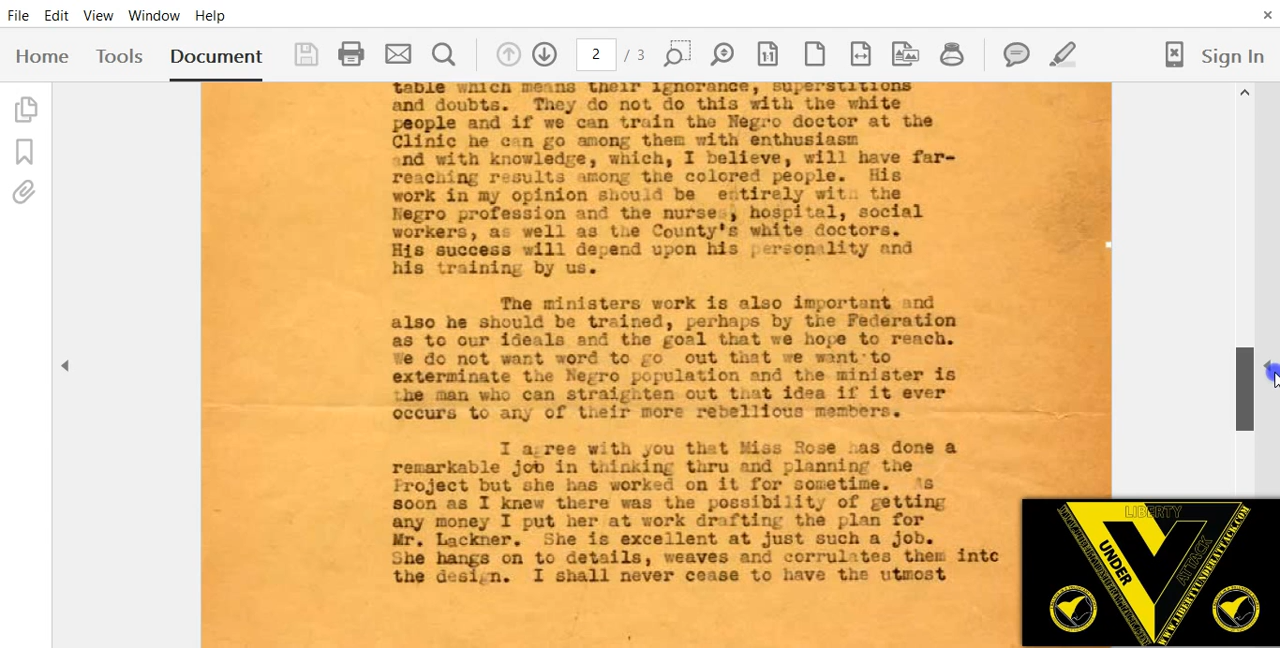 File Edit View Window Help
Home Tools Document 2 / 3 Sign In
table which means their ignorance, superstitions
and doubts. They do not do this with the white
people and if we can train the Negro doctor at the
Clinic he can go among them with enthusiasm
and with knowledge, which, I believe, will have far-
reaching results among the colored people. His
work in my opinion should be entirely with the
Negro profession and the nurses, hospital, social
workers, as well as the County's white doctors.
His success will depend upon his personality and
his training by us.
The ministers work is also important and
also he should be trained, perhaps by the Federation
as to our ideals and the goal that we hope to reach.
We do not want word to go out that we want to
exterminate the Negro population and the minister is
the man who can straighten out that idea if it ever
occurs to any of their more rebellious members.
I agree with you that Miss Rose has done a
remarkable job in thinking thru and planning the
Project but she has worked on it for sometime. As
soon as I knew there was the possibility of getting
any money I put her at work drafting the plan for
Mr. Lackner. She is excellent at just such a job.
She hangs on to details, weaves and corrulates them into
the design. I shall never cease to have the utmost
LIBERTY
UNDER
ATTACK
WWW.LIBERTYUNDERATTACK.COM
WWW.LIBERTYUNDERATTACK.COM